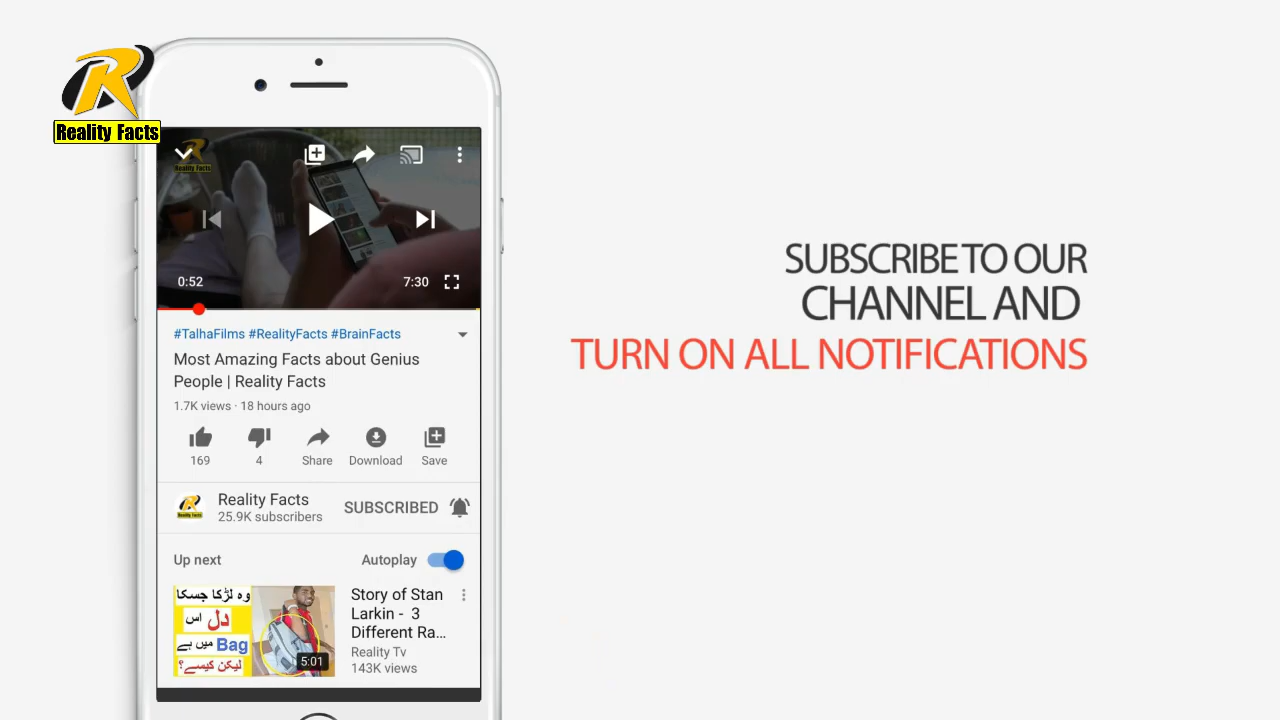 Reality Facts
Reality Facts
0:52
7:30
#TalhaFilms #RealityFacts #BrainFacts
Most Amazing Facts about Genius
People | Reality Facts
1.7K views · 18 hours ago
169
4
Share
Download
Save
Reality Facts
Reality Facts
25.9K subscribers
SUBSCRIBED
Up next
Autoplay
وہ لڑکا جسکا
دل اس
Bag میں ہے
لیکن کیسے؟
5:01
Story of Stan
Larkin - 3
Different Ra...
Reality Tv
143K views
SUBSCRIBE TO OUR
CHANNEL AND
TURN ON ALL NOTIFICATIONS